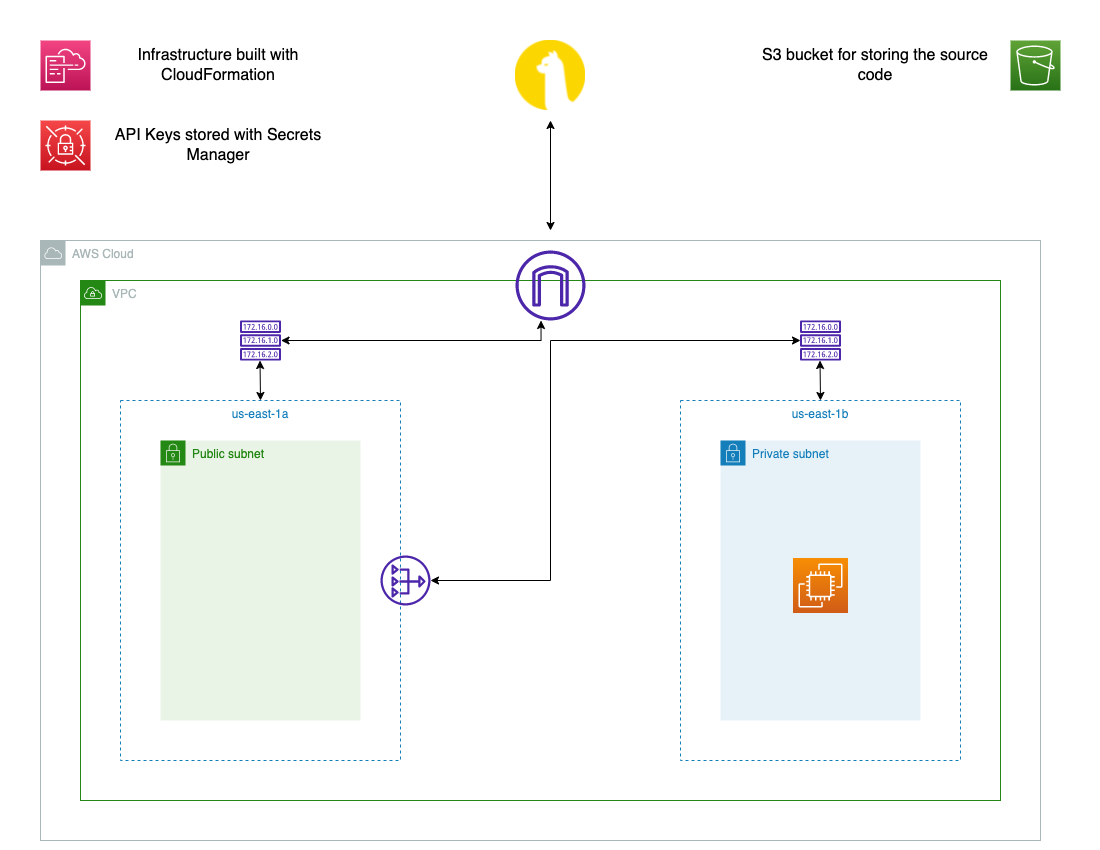 Infrastructure built with
CloudFormation
S3 bucket for storing the source
code
API Keys stored with Secrets
Manager
AWS Cloud
VPC
172.16.0.0
172.16.1.0
172.16.2.0
172.16.0.0
172.16.1.0
172.16.2.0
us-east-1a
us-east-1b
Public subnet
Private subnet